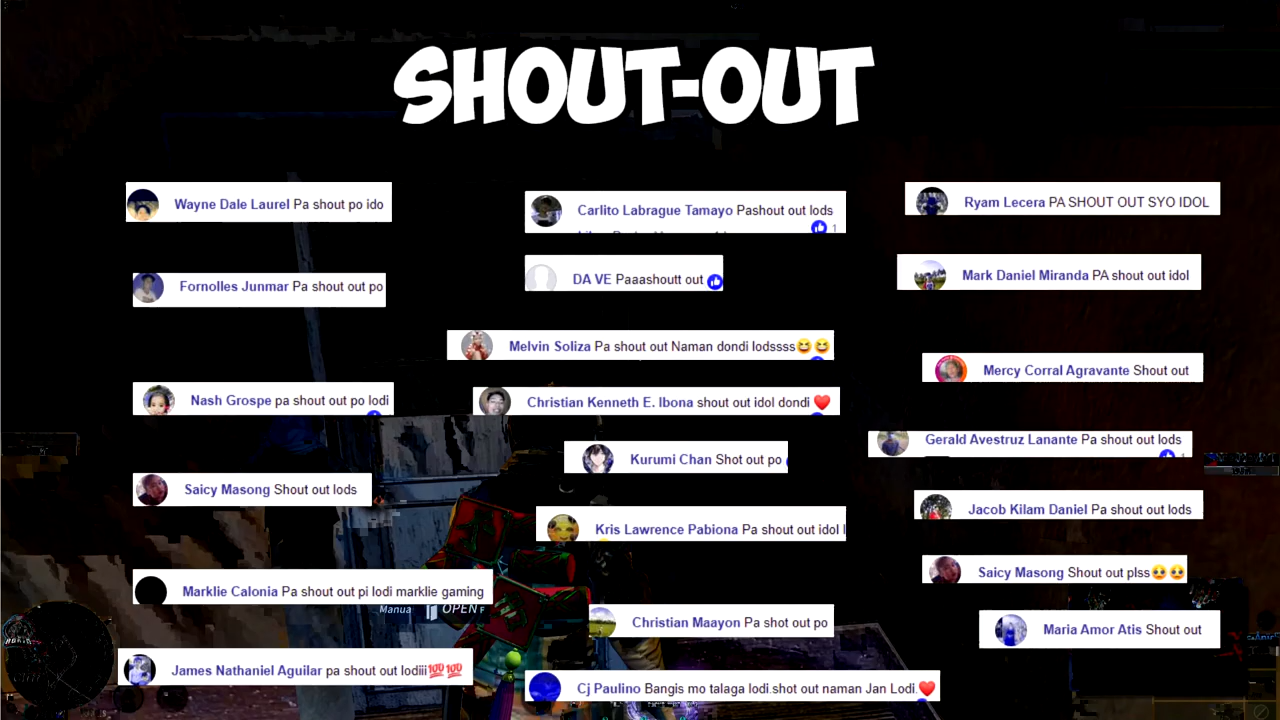 SHOUT-OUT
Wayne Dale Laurel Pa shout po ido
Fornolles Junmar Pa shout out po
Nash Grospe pa shout out po lodi
Saicy Masong Shout out lods
Marklie Calonia Pa shout out pi lodi marklie gaming
James Nathaniel Aguilar pa shout out lodiii💯💯
Carlito Labrague Tamayo Pashout out lods
1
DA VE Paaashoutt out
Melvin Soliza Pa shout out Naman dondi lodssss😆😆
Christian Kenneth E. Ibona shout out idol dondi ❤️
Kurumi Chan Shot out po
Kris Lawrence Pabiona Pa shout out idol
Manua OPEN F
Christian Maayon Pa shot out po
Cj Paulino Bangis mo talaga lodi.shot out naman Jan Lodi.❤️
Ryam Lecera PA SHOUT OUT SYO IDOL
Mark Daniel Miranda PA shout out idol
Mercy Corral Agravante Shout out
Gerald Avestruz Lanante Pa shout out lods
1
Jacob Kilam Daniel Pa shout out lods
Saicy Masong Shout out plss🥺🥺
Maria Amor Atis Shout out